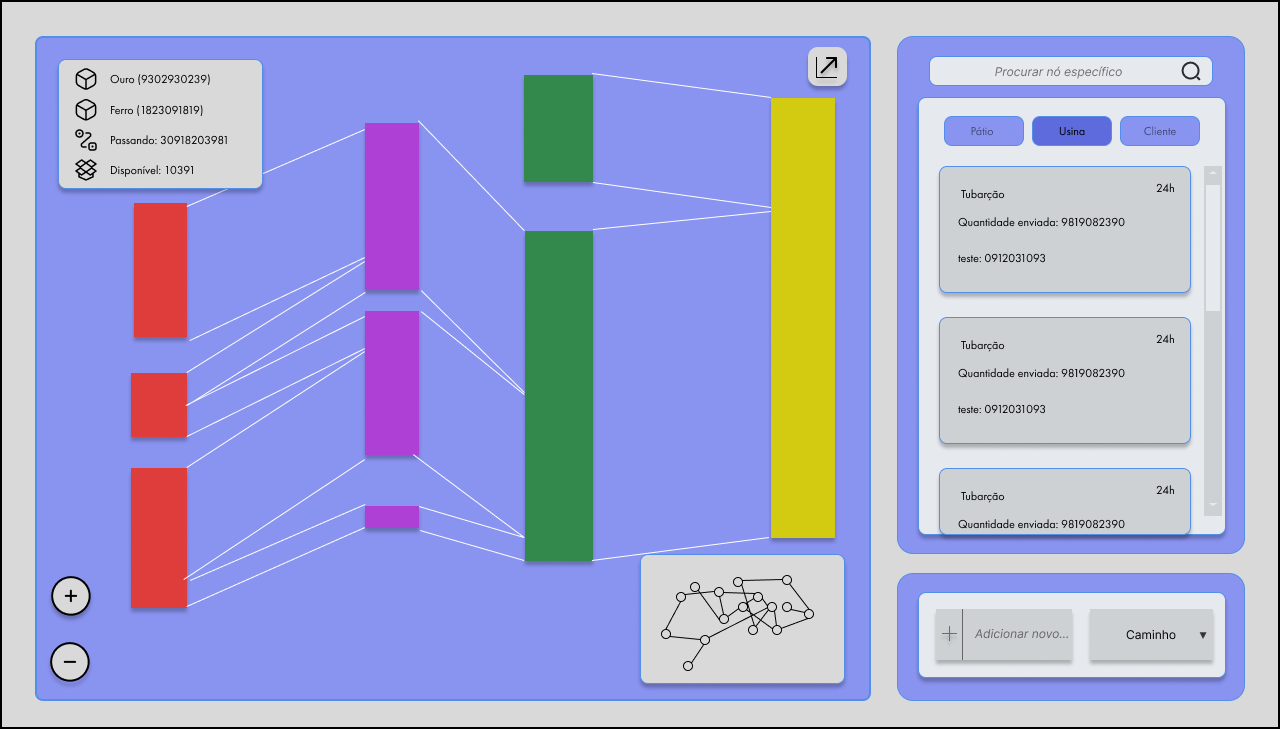 Ouro (9302930239)
Ferro (1823091819)
Passando: 30918203981
Disponível: 10391
+
−
Procurar nó específico
Pátio
Usina
Cliente
Tubarção
24h
Quantidade enviada: 9819082390
teste: 0912031093
Tubarção
24h
Quantidade enviada: 9819082390
teste: 0912031093
Tubarção
24h
Quantidade enviada: 9819082390
Adicionar novo...
Caminho